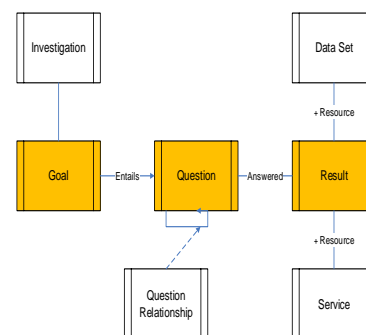 Investigation
Data Set
+ Resource
Goal
Entails
Question
Answered
Result
+ Resource
Question
Relationship
Service